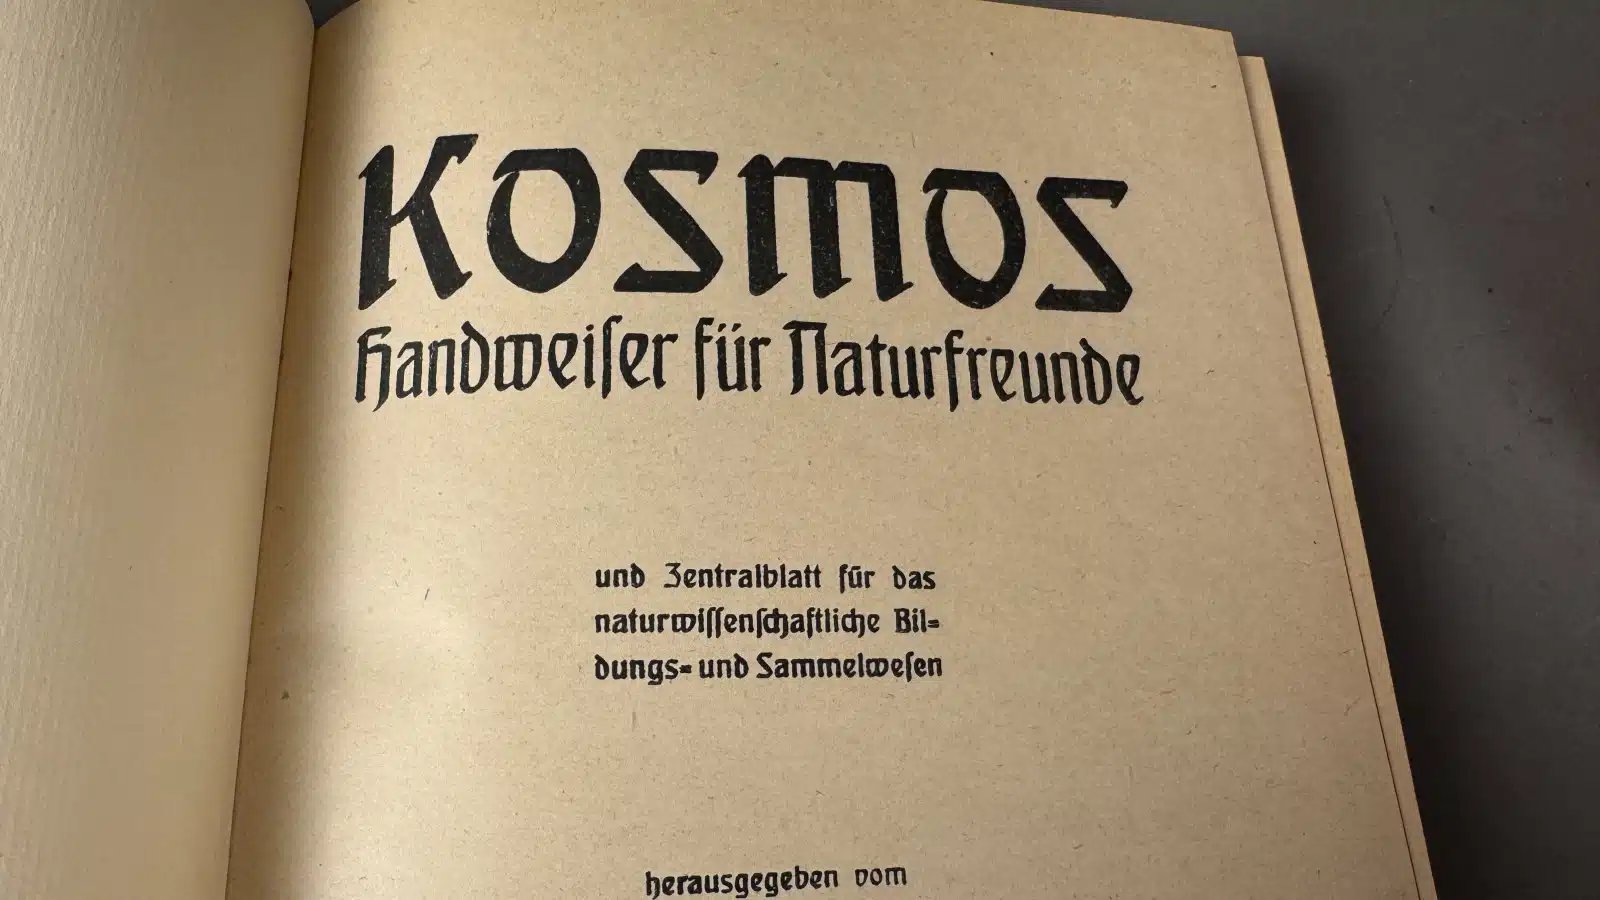 Kosmos
Handweiſer für Naturfreunde
und Zentralblatt für das
naturwiſſenſchaftliche Bil=
dungs= und Sammelweſen
herausgegeben vom